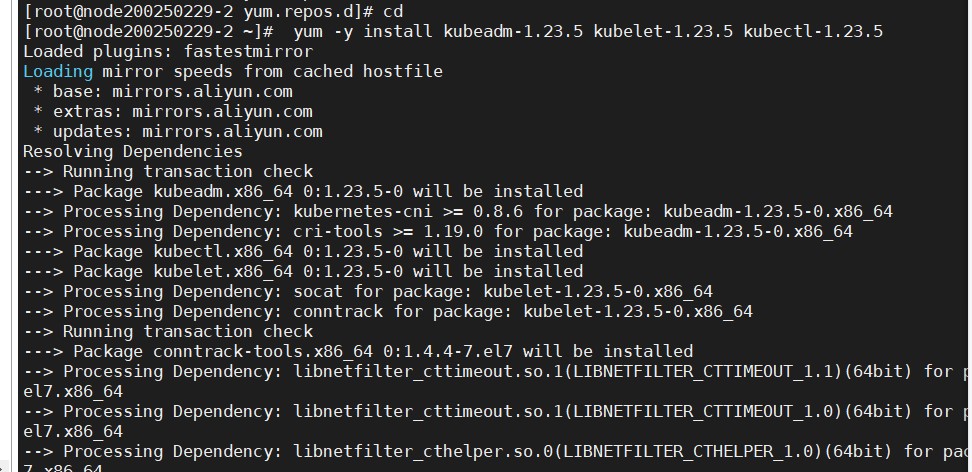 [root@node200250229-2 yum.repos.d]# cd
[root@node200250229-2 ~]#  yum -y install kubeadm-1.23.5 kubelet-1.23.5 kubectl-1.23.5
Loaded plugins: fastestmirror
Loading mirror speeds from cached hostfile
 * base: mirrors.aliyun.com
 * extras: mirrors.aliyun.com
 * updates: mirrors.aliyun.com
Resolving Dependencies
--> Running transaction check
---> Package kubeadm.x86_64 0:1.23.5-0 will be installed
--> Processing Dependency: kubernetes-cni >= 0.8.6 for package: kubeadm-1.23.5-0.x86_64
--> Processing Dependency: cri-tools >= 1.19.0 for package: kubeadm-1.23.5-0.x86_64
---> Package kubectl.x86_64 0:1.23.5-0 will be installed
---> Package kubelet.x86_64 0:1.23.5-0 will be installed
--> Processing Dependency: socat for package: kubelet-1.23.5-0.x86_64
--> Processing Dependency: conntrack for package: kubelet-1.23.5-0.x86_64
--> Running transaction check
---> Package conntrack-tools.x86_64 0:1.4.4-7.el7 will be installed
--> Processing Dependency: libnetfilter_cttimeout.so.1(LIBNETFILTER_CTTIMEOUT_1.1)(64bit) for p
el7.x86_64
--> Processing Dependency: libnetfilter_cttimeout.so.1(LIBNETFILTER_CTTIMEOUT_1.0)(64bit) for p
el7.x86_64
--> Processing Dependency: libnetfilter_cthelper.so.0(LIBNETFILTER_CTHELPER_1.0)(64bit) for pac
7.x86_64